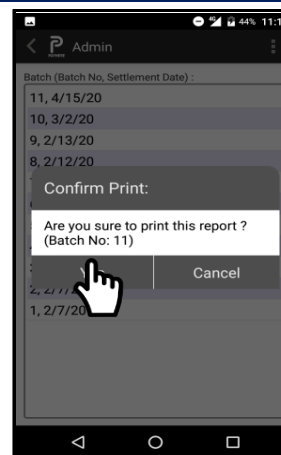 44% 11:1
Admin
Batch (Batch No, Settlement Date) :
11, 4/15/20
10, 3/2/20
9, 2/13/20
8, 2/12/20
Confirm Print:
Are you sure to print this report ?
(Batch No: 11)
Cancel
1, 2/7/20